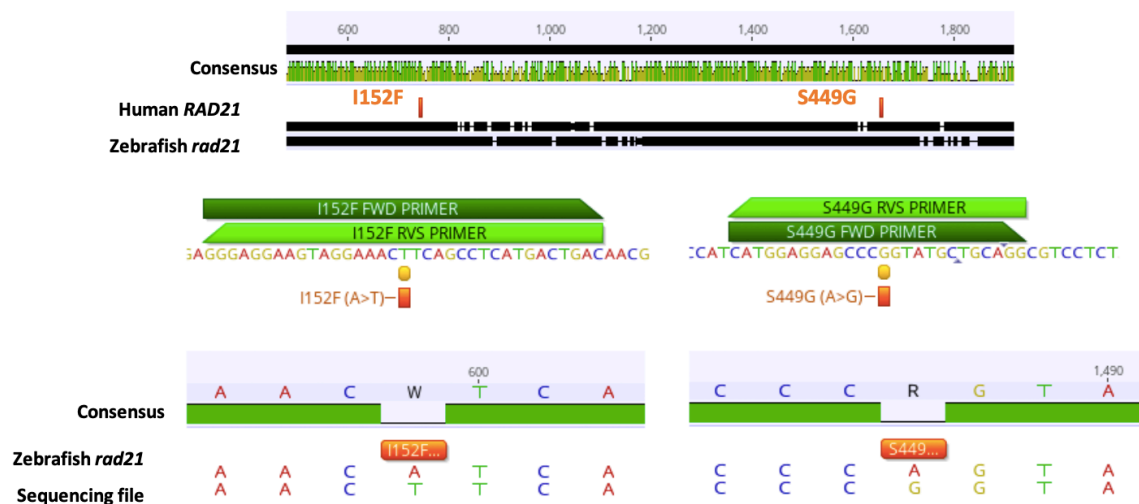 600 800 1,000 1,200 1,400 1,600 1,800
Consensus
I152F S449G
Human RAD21
Zebrafish rad21
I152F FWD PRIMER S449G RVS PRIMER
I152F RVS PRIMER S449G FWD PRIMER
GAGGGAGGAAGTAGGAAACTTCAGCCTCATGACTGACAACG CCATCATGGAGGAGCCCGGTATGCTGCAGGCGTCCTCT
I152F (A>T) S449G (A>G)
600 1,490
A A C W T C A C C C R G T A
Consensus
I152F... S449...
Zebrafish rad21
A A C A T C A C C C A G T A
Sequencing file
A A C T T C A C C C G G T A